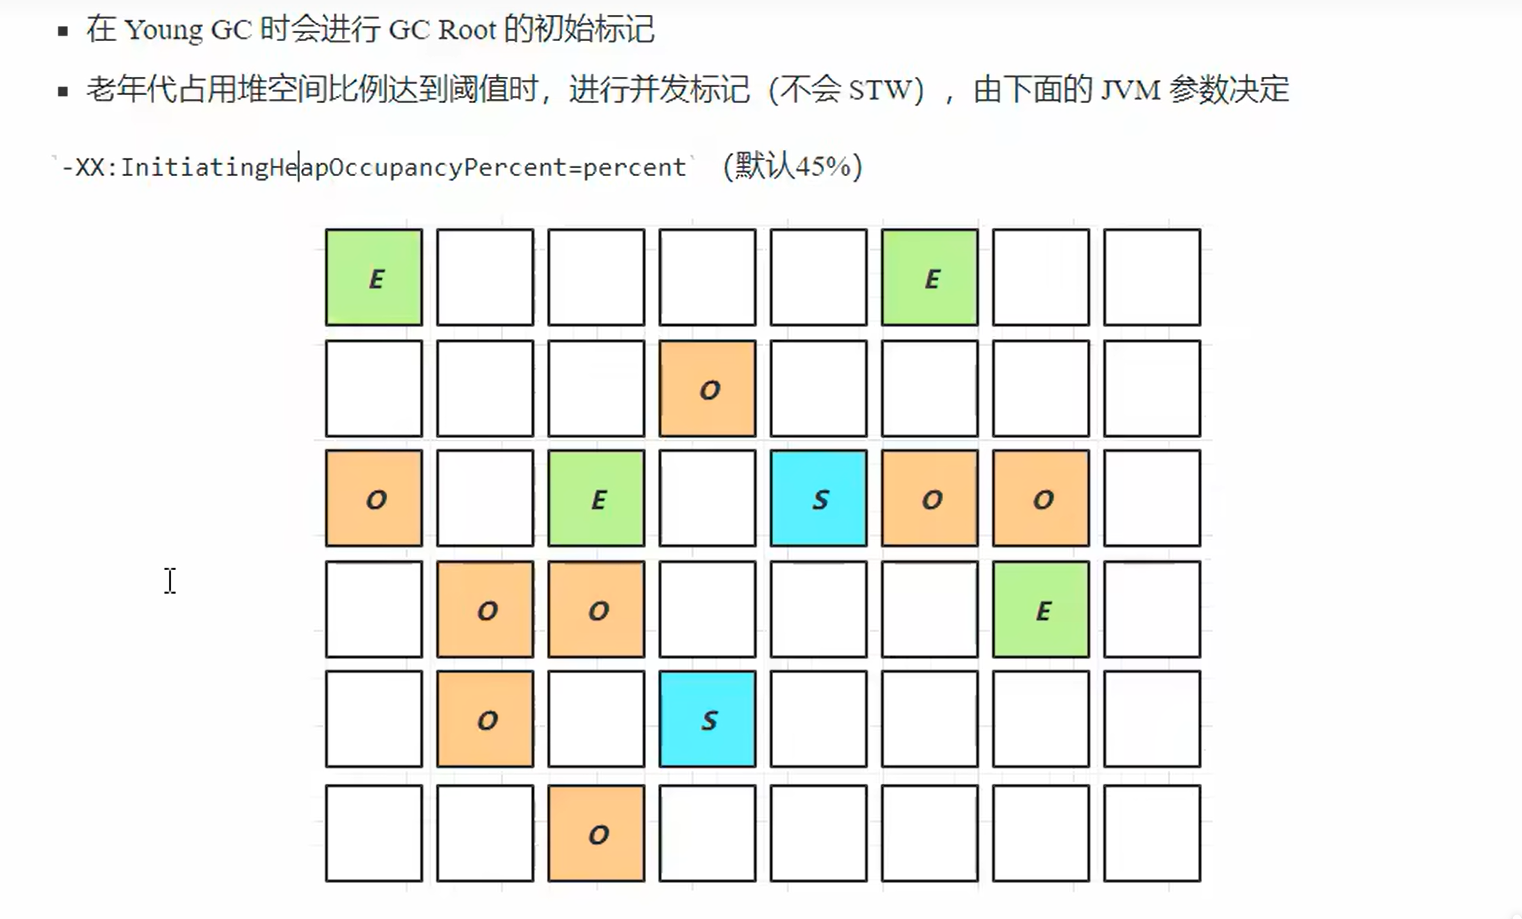 ▪ 在 Young GC 时会进行 GC Root 的初始标记
▪ 老年代占用堆空间比例达到阈值时，进行并发标记（不会 STW），由下面的 JVM 参数决定
`-XX:InitiatingHeapOccupancyPercent=percent` (默认45%)
E E
O
O E S O O
O O E
O S
O